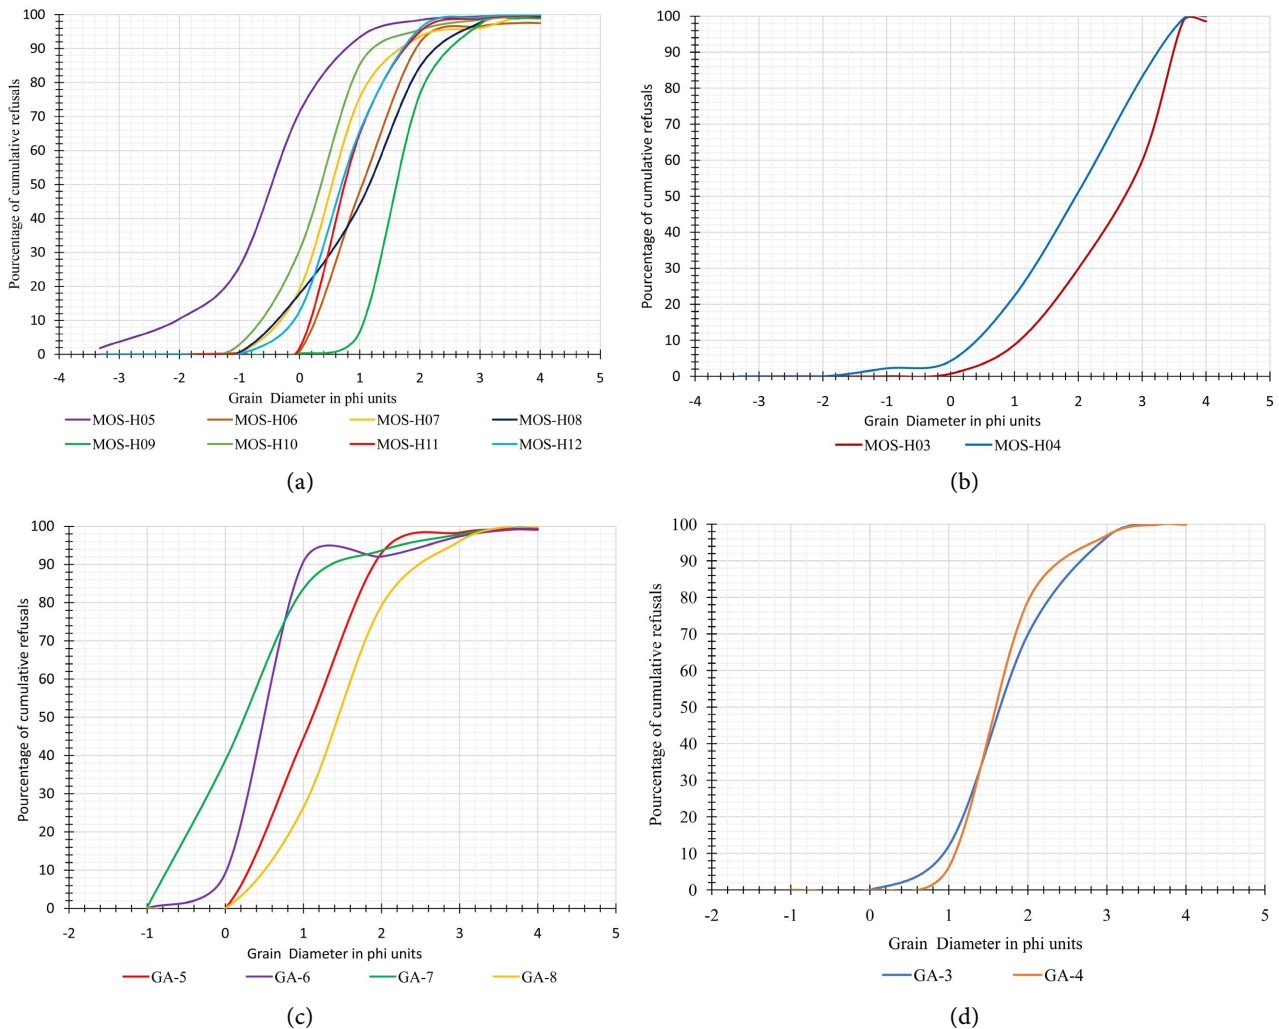 Pourcentage of cumulative refusals
100
90
80
70
60
50
40
30
20
10
0
-4 -3 -2 -1 0 1 2 3 4 5
Grain Diameter in phi units
MOS-H05 MOS-H06 MOS-H07 MOS-H08
MOS-H09 MOS-H10 MOS-H11 MOS-H12
(a)
Pourcentage of cumulative refusals
100
90
80
70
60
50
40
30
20
10
0
-4 -3 -2 -1 0 1 2 3 4 5
Grain Diameter in phi units
MOS-H03 MOS-H04
(b)
Pourcentage of cumulative refusals
100
90
80
70
60
50
40
30
20
10
0
-2 -1 0 1 2 3 4 5
Grain Diameter in phi units
GA-5 GA-6 GA-7 GA-8
(c)
Pourcentage of cumulative refusals
100
90
80
70
60
50
40
30
20
10
0
-2 -1 0 1 2 3 4 5
Grain Diameter in phi units
GA-3 GA-4
(d)